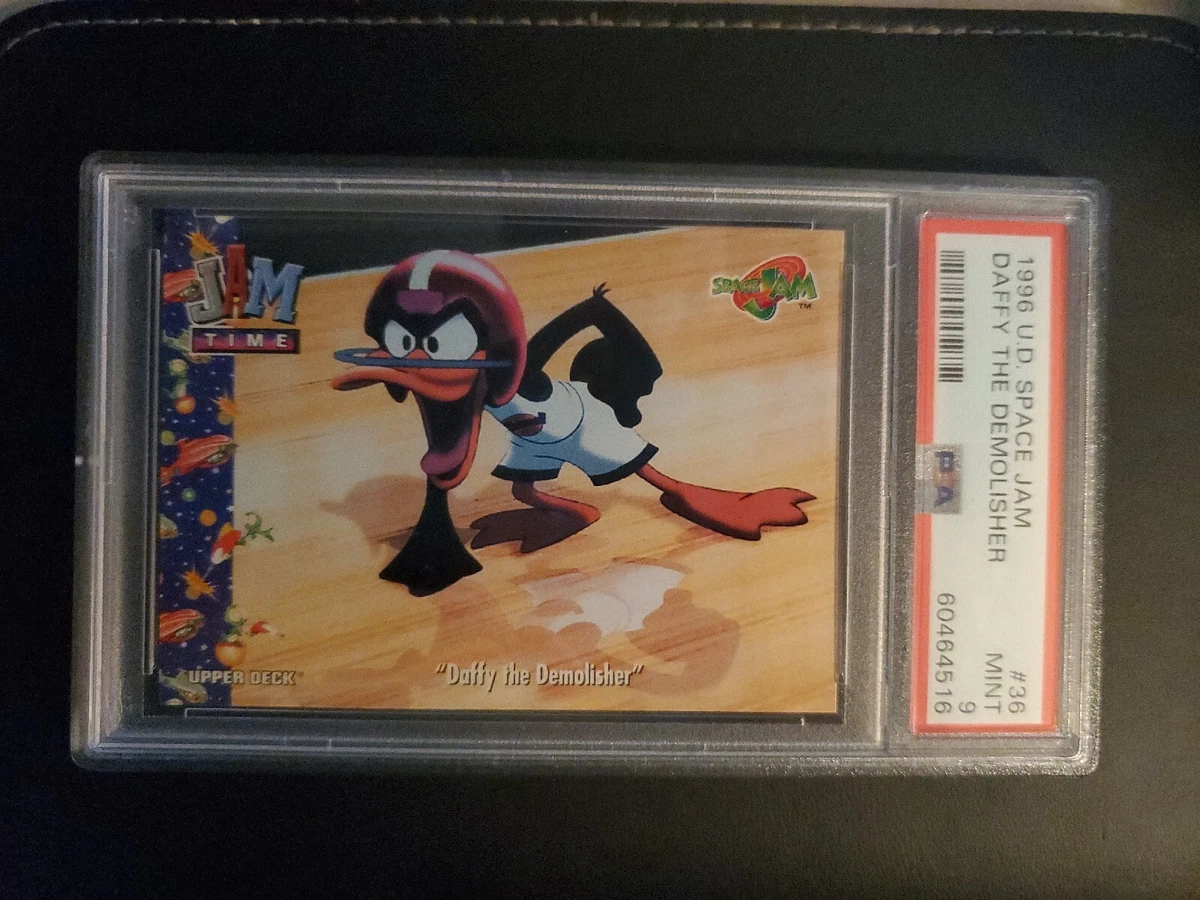 JAM
TIME
SPACE JAM
TM
UPPER DECK
"Daffy the Demolisher"
1996 U.D. SPACE JAM #36
DAFFY THE DEMOLISHER MINT
9
PSA
60464516